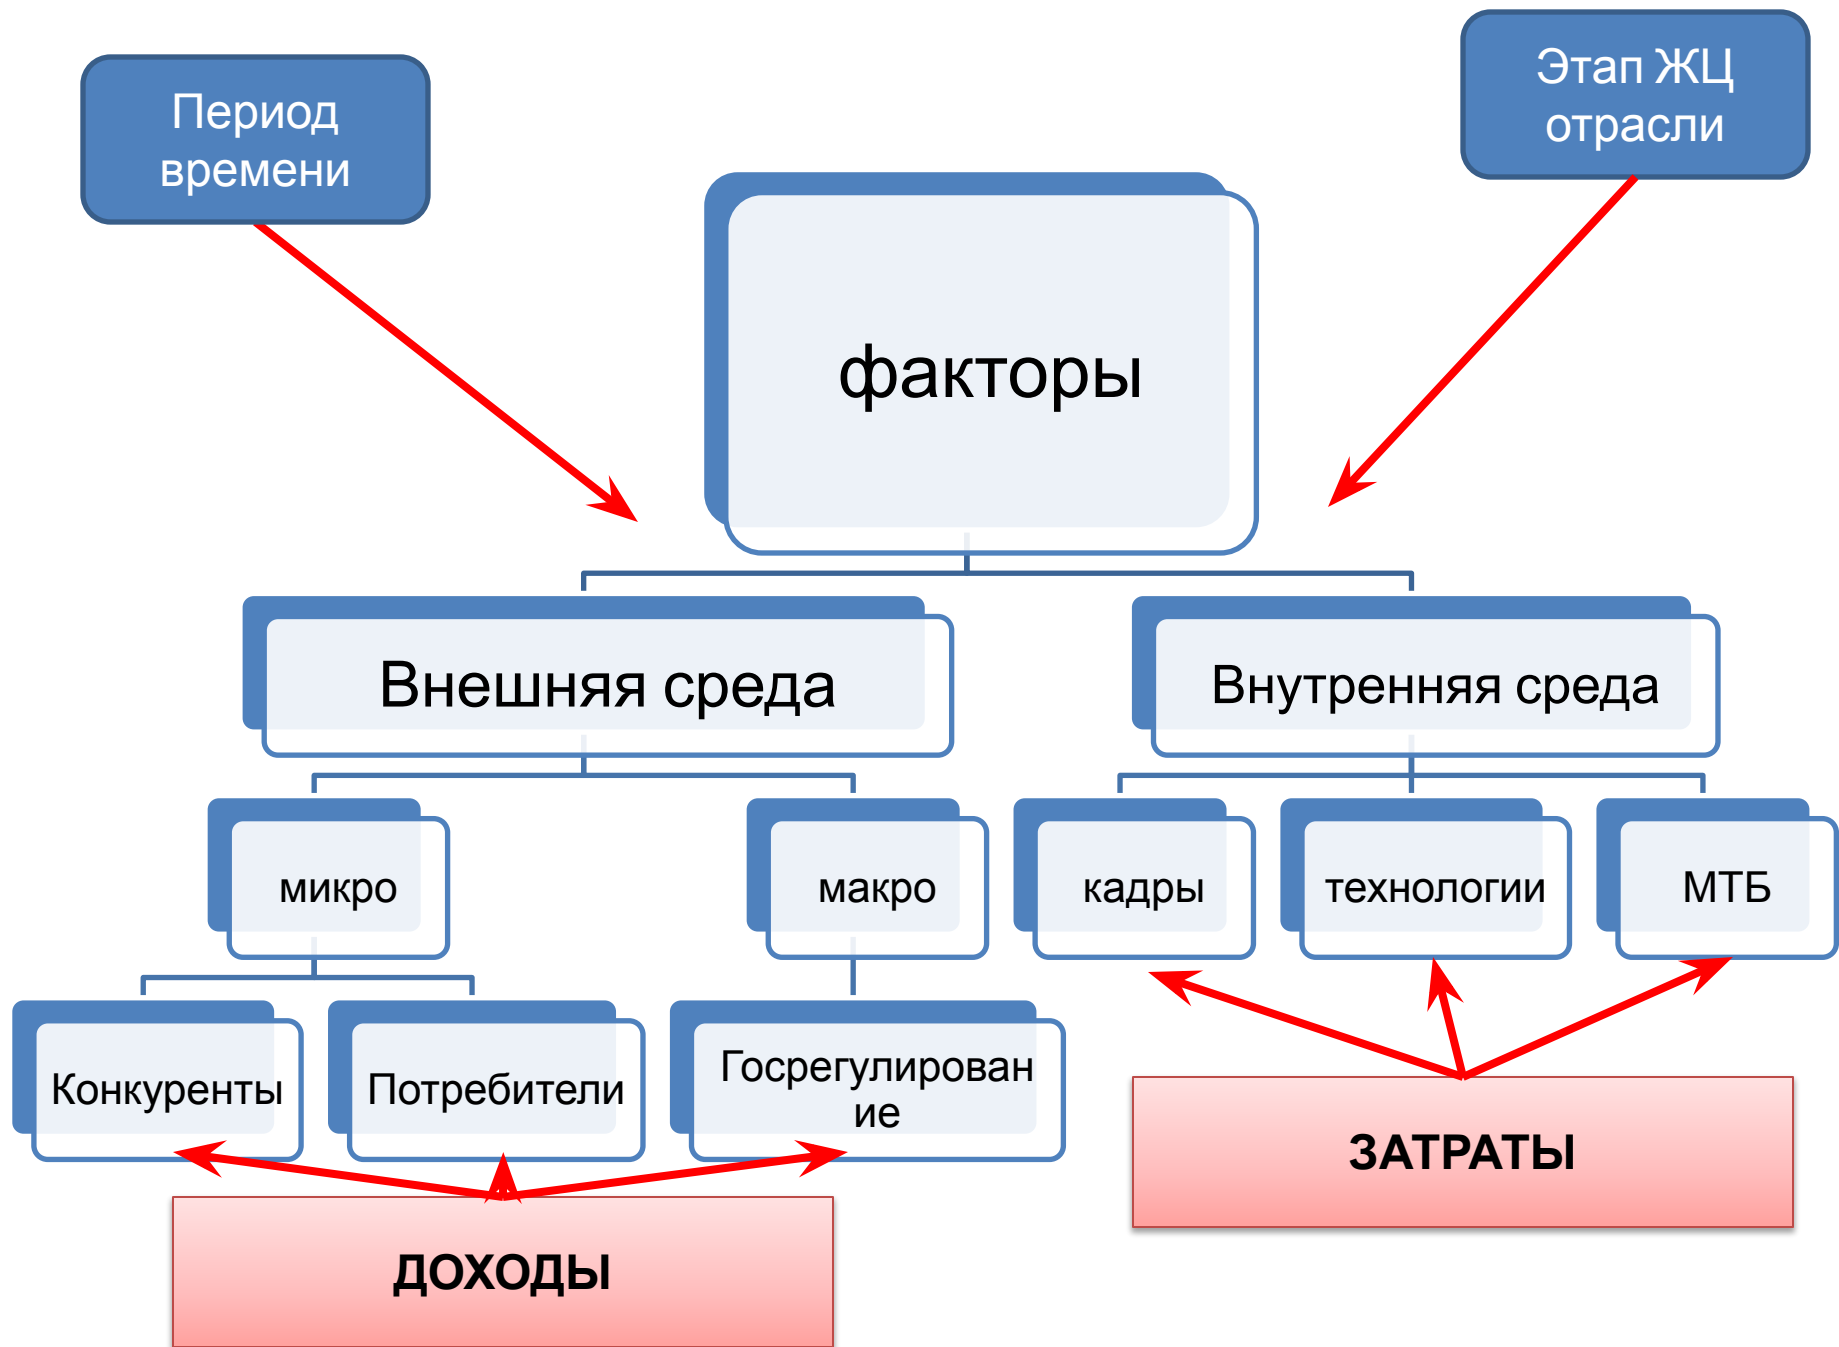 Период
времени
Этап ЖЦ
отрасли
факторы
Внешняя среда
Внутренняя среда
микро
макро
кадры
технологии
МТБ
Конкуренты
Потребители
Госрегулирован
ие
ЗАТРАТЫ
ДОХОДЫ